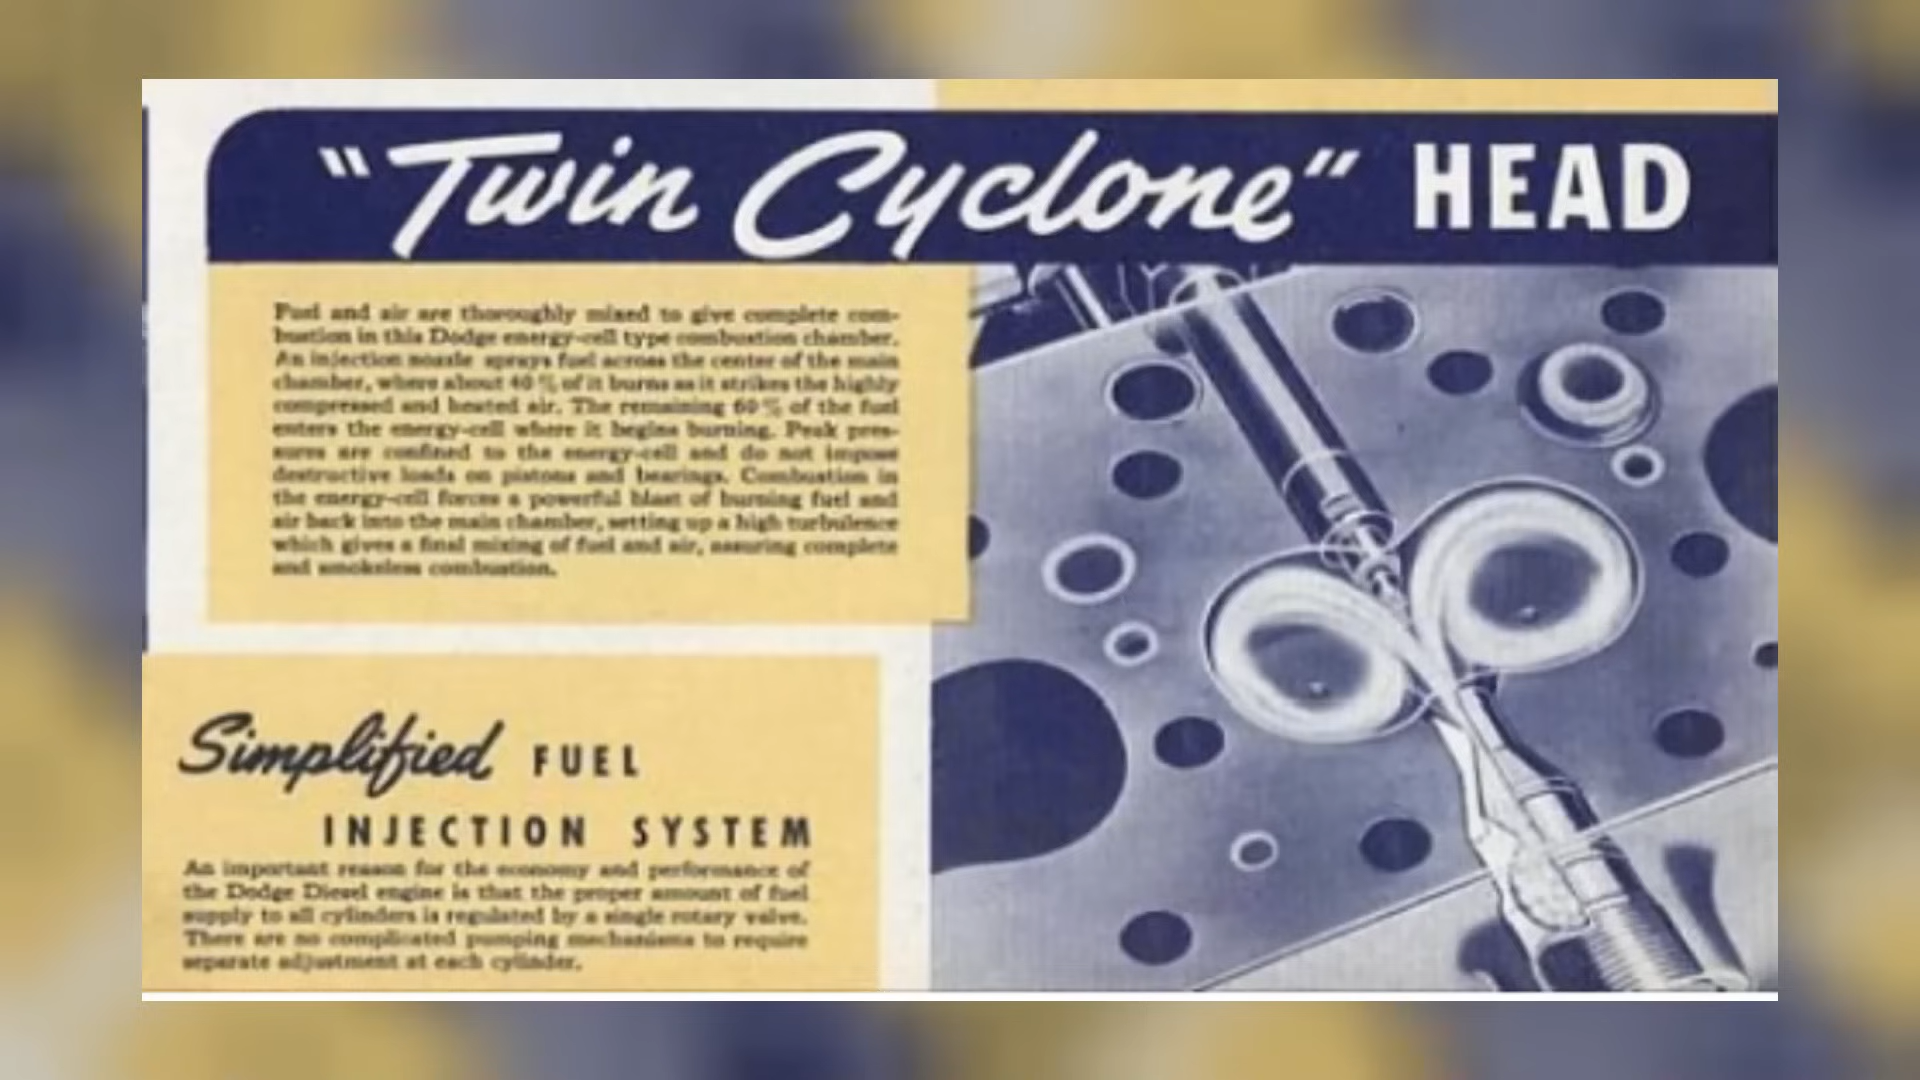 "Twin Cyclone" HEAD
Fuel and air are thoroughly mixed to give complete com-
bustion in this Dodge energy-cell type combustion chamber.
An injection nozzle sprays fuel across the center of the main
chamber, where about 40% of it burns as it strikes the highly
compressed and heated air. The remaining 60% of the fuel
enters the energy-cell where it begins burning. Peak pres-
sures are confined to the energy-cell and do not impose
destructive loads on pistons and bearings. Combustion in
the energy-cell forces a powerful blast of burning fuel and
air back into the main chamber, setting up a high turbulence
which gives a final mixing of fuel and air, assuring complete
and smokeless combustion.
Simplified FUEL
INJECTION SYSTEM
An important reason for the economy and performance of
the Dodge Diesel engine is that the proper amount of fuel
supply to all cylinders is regulated by a single rotary valve.
There are no complicated pumping mechanisms to require
separate adjustment at each cylinder.